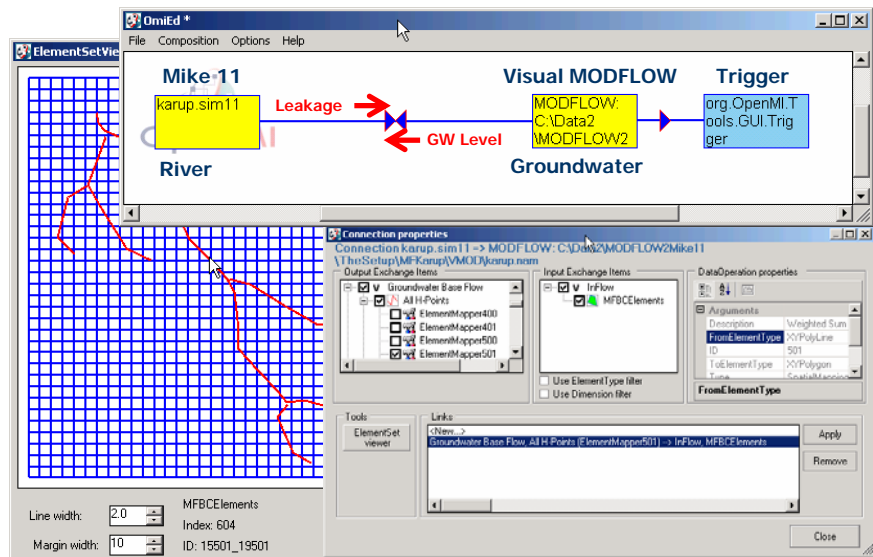 OmiEd *
File Composition Options Help
Mike 11
Visual MODFLOW
Trigger
karup.sim11
Leakage
GW Level
MODFLOW:
C:\Data2
\MODFLOW2
org.OpenMI.T
ools.GUI.Trig
ger
River
Groundwater
ElementSetVie
Connection properties
Connection karup.sim11 -> MODFLOW: C:\Data2\MODFLOW2Mike11
\TheSetup\MFKarup\VMOD\karup.nam
Output Exchange Items
Groundwater Base Flow
All H-Points
ElementMapper400
ElementMapper401
ElementMapper500
ElementMapper501
Input Exchange Items
InFlow
MFBCElements
Use ElementType filter
Use Dimension filter
DataOperation properties
Arguments
Description Weighted Sum
FromElementType XYPolyLine
ID 501
ToElementType XYPolygon
Type SpatialMapping
FromElementType
Tools
ElementSet
viewer
Links
<New...>
Groundwater Base Flow, All H-Points (ElementMapper501) -> InFlow, MFBCElements
Apply
Remove
Close
Line width: 2.0
Margin width: 10
MFBCElements
Index: 604
ID: 15501_19501